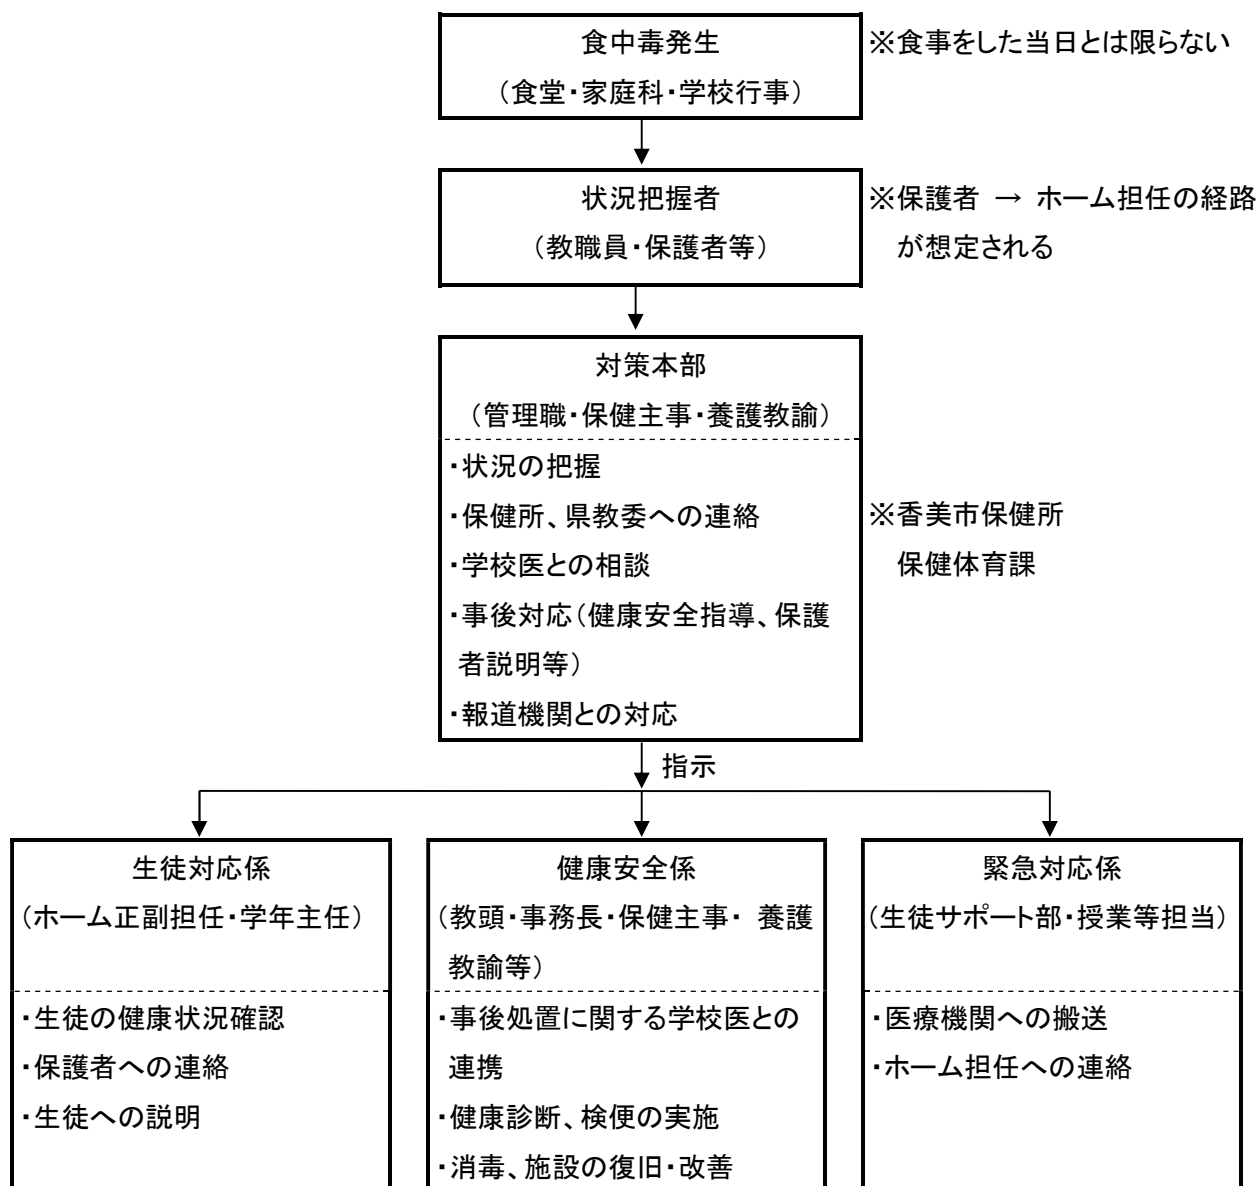 食中毒発生
（食堂・家庭科・学校行事）
※食事をした当日とは限らない
状況把握者
（教職員・保護者等）
※保護者 → ホーム担任の経路
が想定される
対策本部
（管理職・保健主事・養護教諭）
・状況の把握
・保健所、県教委への連絡
・学校医との相談
・事後対応（健康安全指導、保護
者説明等）
・報道機関との対応
※香美市保健所
保健体育課
指示
生徒対応係
（ホーム正副担任・学年主任）
・生徒の健康状況確認
・保護者への連絡
・生徒への説明
健康安全係
（教頭・事務長・保健主事・ 養護
教諭等）
・事後処置に関する学校医との
連携
・健康診断、検便の実施
・消毒、施設の復旧・改善
緊急対応係
（生徒サポート部・授業等担当）
・医療機関への搬送
・ホーム担任への連絡